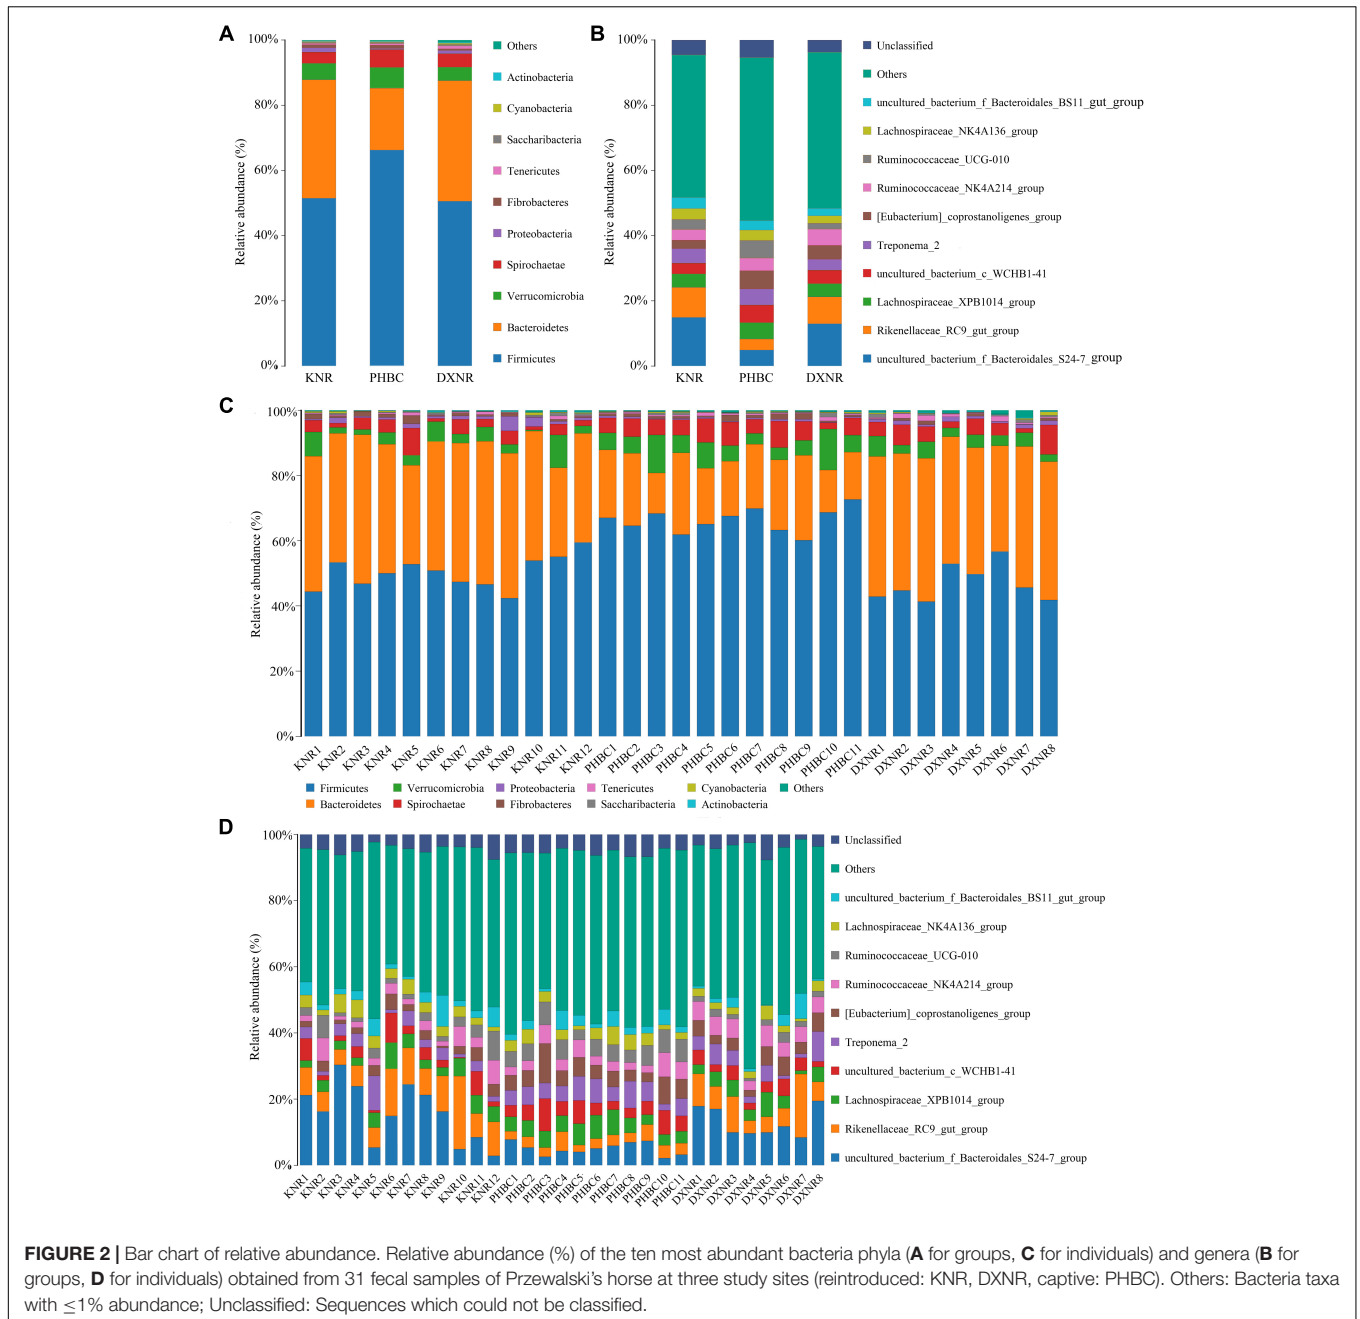 A
100%
80%
60%
40%
20%
0%
Relative abundance (%)
KNR PHBC DXNR
Others
Actinobacteria
Cyanobacteria
Saccharibacteria
Tenericutes
Fibrobacteres
Proteobacteria
Spirochaetae
Verrucomicrobia
Bacteroidetes
Firmicutes
B
100%
80%
60%
40%
20%
0%
Relative abundance (%)
KNR PHBC DXNR
Unclassified
Others
uncultured_bacterium_f_Bacteroidales_BS11_gut_group
Lachnospiraceae_NK4A136_group
Ruminococcaceae_UCG-010
Ruminococcaceae_NK4A214_group
[Eubacterium]_coprostanoligenes_group
Treponema_2
uncultured_bacterium_c_WCHB1-41
Lachnospiraceae_XPB1014_group
Rikenellaceae_RC9_gut_group
uncultured_bacterium_f_Bacteroidales_S24-7_group
C
100%
80%
60%
40%
20%
0%
Relative abundance (%)
KNR1 KNR2 KNR3 KNR4 KNR5 KNR6 KNR7 KNR8 KNR9 KNR10 KNR11 KNR12 PHBC1 PHBC2 PHBC3 PHBC4 PHBC5 PHBC6 PHBC7 PHBC8 PHBC9 PHBC10 PHBC11 DXNR1 DXNR2 DXNR3 DXNR4 DXNR5 DXNR6 DXNR7 DXNR8
Firmicutes Verrucomicrobia Proteobacteria Tenericutes Cyanobacteria Others
Bacteroidetes Spirochaetae Fibrobacteres Saccharibacteria Actinobacteria
D
100%
80%
60%
40%
20%
0%
Relative abundance (%)
KNR1 KNR2 KNR3 KNR4 KNR5 KNR6 KNR7 KNR8 KNR9 KNR10 KNR11 KNR12 PHBC1 PHBC2 PHBC3 PHBC4 PHBC5 PHBC6 PHBC7 PHBC8 PHBC9 PHBC10 PHBC11 DXNR1 DXNR2 DXNR3 DXNR4 DXNR5 DXNR6 DXNR7 DXNR8
Unclassified
Others
uncultured_bacterium_f_Bacteroidales_BS11_gut_group
Lachnospiraceae_NK4A136_group
Ruminococcaceae_UCG-010
Ruminococcaceae_NK4A214_group
[Eubacterium]_coprostanoligenes_group
Treponema_2
uncultured_bacterium_c_WCHB1-41
Lachnospiraceae_XPB1014_group
Rikenellaceae_RC9_gut_group
uncultured_bacterium_f_Bacteroidales_S24-7_group
FIGURE 2 | Bar chart of relative abundance. Relative abundance (%) of the ten most abundant bacteria phyla (A for groups, C for individuals) and genera (B for
groups, D for individuals) obtained from 31 fecal samples of Przewalski's horse at three study sites (reintroduced: KNR, DXNR, captive: PHBC). Others: Bacteria taxa
with ≤1% abundance; Unclassified: Sequences which could not be classified.